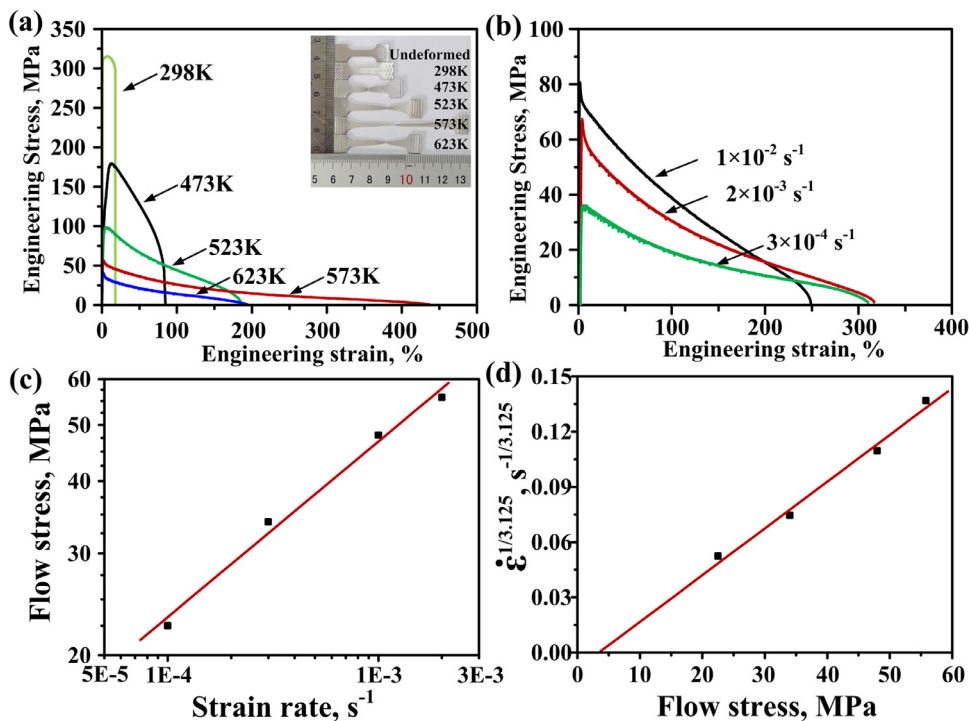 (a)
Engineering Stress, MPa
350
300
250
200
150
100
50
0
298K
473K
523K
623K
573K
Undeformed
298K
473K
523K
573K
623K
3
4
5
6
7
8
5 6 7 8 9 10 11 12 13
0 100 200 300 400 500
Engineering strain, %
(b)
Engineering Stress, MPa
100
80
60
40
20
0
1×10⁻² s⁻¹
2×10⁻³ s⁻¹
3×10⁻⁴ s⁻¹
0 100 200 300 400
Engineering strain, %
(c)
Flow stress, MPa
60
50
40
30
20
5E-5 1E-4 1E-3 3E-3
Strain rate, s⁻¹
(d)
ε̇^1/3.125, s^-1/3.125
0.15
0.12
0.09
0.06
0.03
0.00
0 10 20 30 40 50 60
Flow stress, MPa